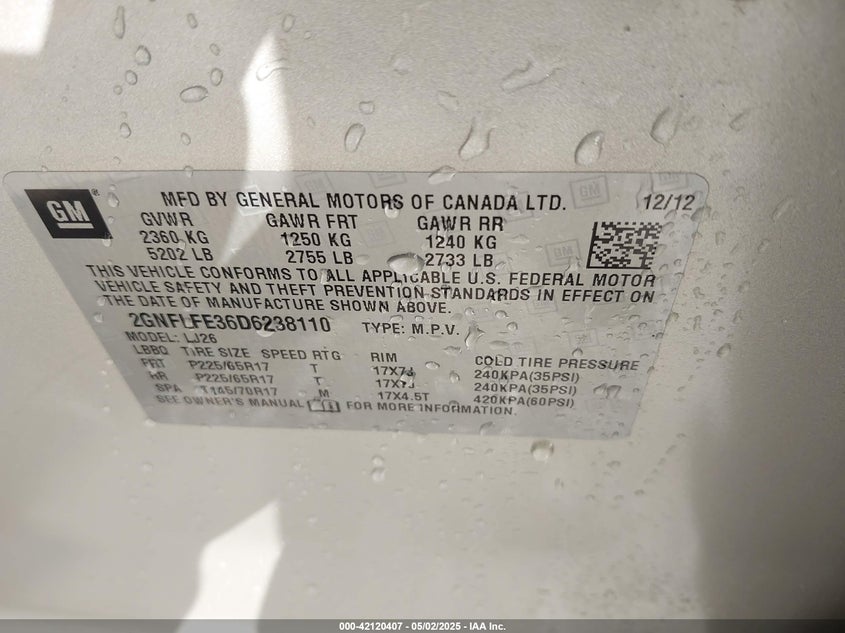 GM
MFD BY GENERAL MOTORS OF CANADA LTD. 12/12
GVWR GAWR FRT GAWR RR
2360 KG 1250 KG 1240 KG
5202 LB 2755 LB 2733 LB
THIS VEHICLE CONFORMS TO ALL APPLICABLE U.S. FEDERAL MOTOR
VEHICLE SAFETY AND THEFT PREVENTION STANDARDS IN EFFECT ON
THE DATE OF MANUFACTURE SHOWN ABOVE.
2GNFLFE36D6238110 TYPE: M.P.V.
MODEL: LJ26
LBBQ TIRE SIZE SPEED RTG RIM COLD TIRE PRESSURE
FRT P225/65R17 T 17X7J 240KPA(35PSI)
RR P225/65R17 T 17X7J 240KPA(35PSI)
SPA T145/70R17 M 17X4.5T 420KPA(60PSI)
SEE OWNER'S MANUAL FOR MORE INFORMATION.
000-42120407 - 05/02/2025 - IAA Inc.